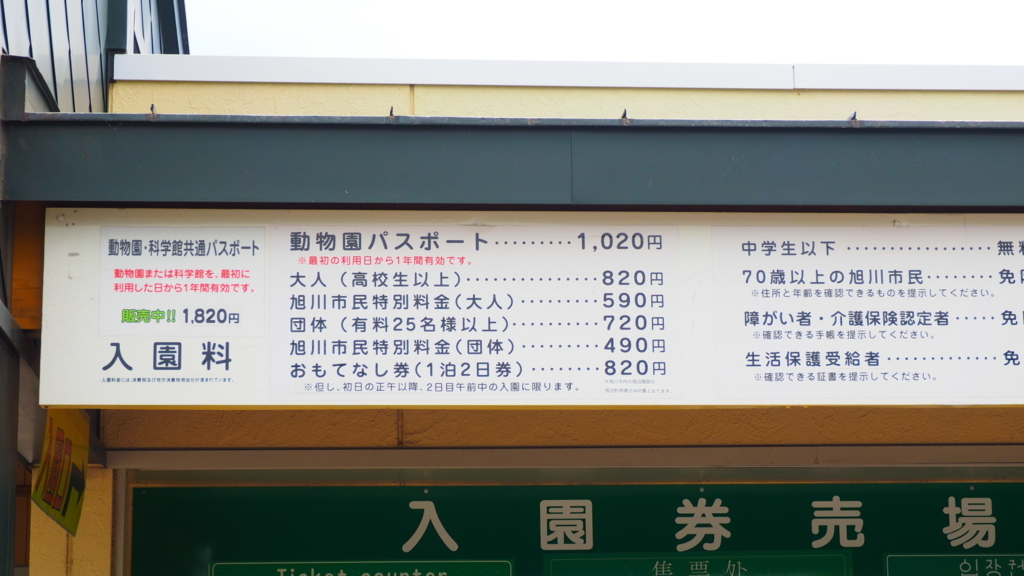 動物園・科学館共通パスポート
動物園または科学館を、最初に
利用した日から1年間有効です。
販売中!! 1,820円
入園料
動物園パスポート・・・・・・・・・1,020円
※最初の利用日から1年間有効です。
大人(高校生以上)・・・・・・・・・・・・・・820円
旭川市民特別料金(大人)・・・・・・・・590円
団体(有料25名様以上)・・・・・・・・・720円
旭川市民特別料金(団体)・・・・・・・・490円
おもてなし券(1泊2日券)・・・・・・・・820円
※但し、初日の正午以降、2日目午前中の入園に限ります。
中学生以下・・・・・・・・・・・・・・・・・無
70歳以上の旭川市民・・・・・・・・免
※住所と年齢を確認できるものを提示してください。
障がい者・介護保険認定者・・・・・免
※確認できる手帳を提示してください。
生活保護受給者・・・・・・・・・・・・・免
※確認できる証書を提示してください。
入園券売場
Ticket counter
售票处
입장권